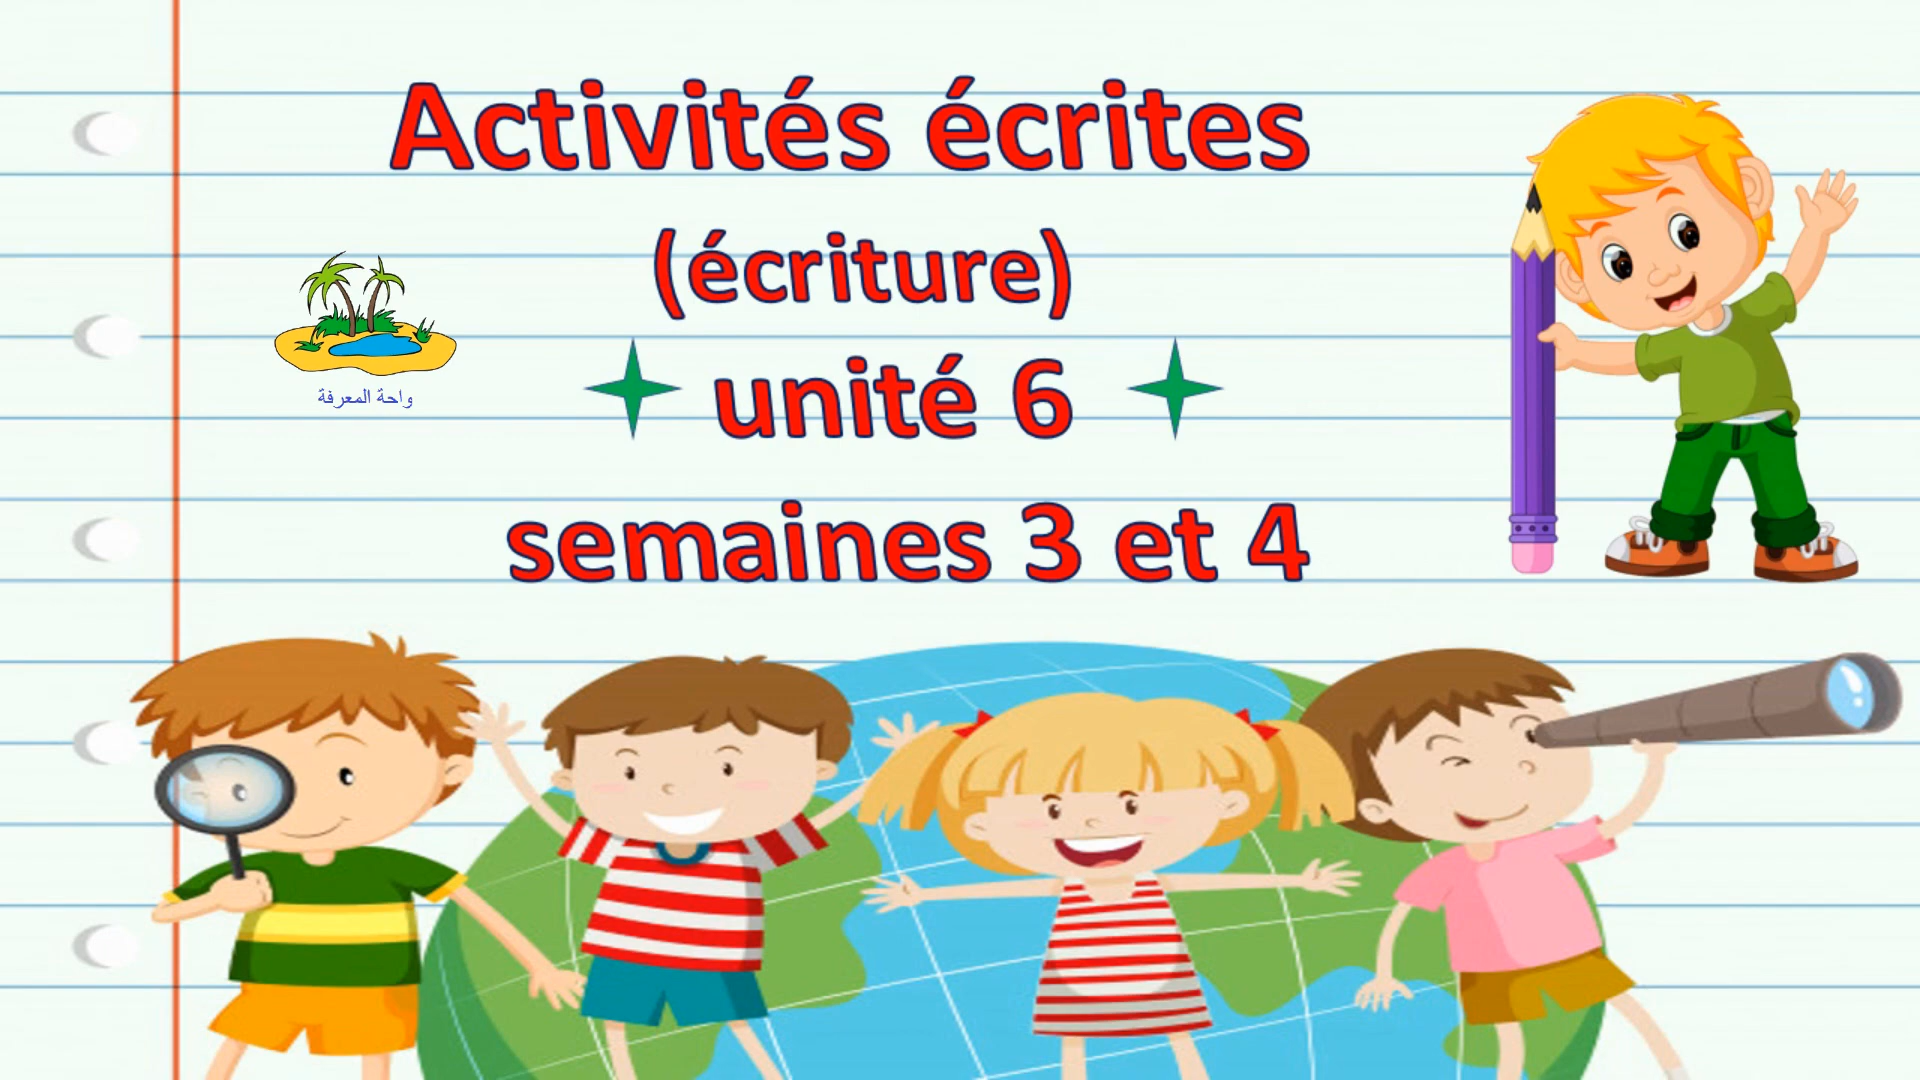 Activités écrites
(écriture)
unité 6
semaines 3 et 4
واحة المعرفة